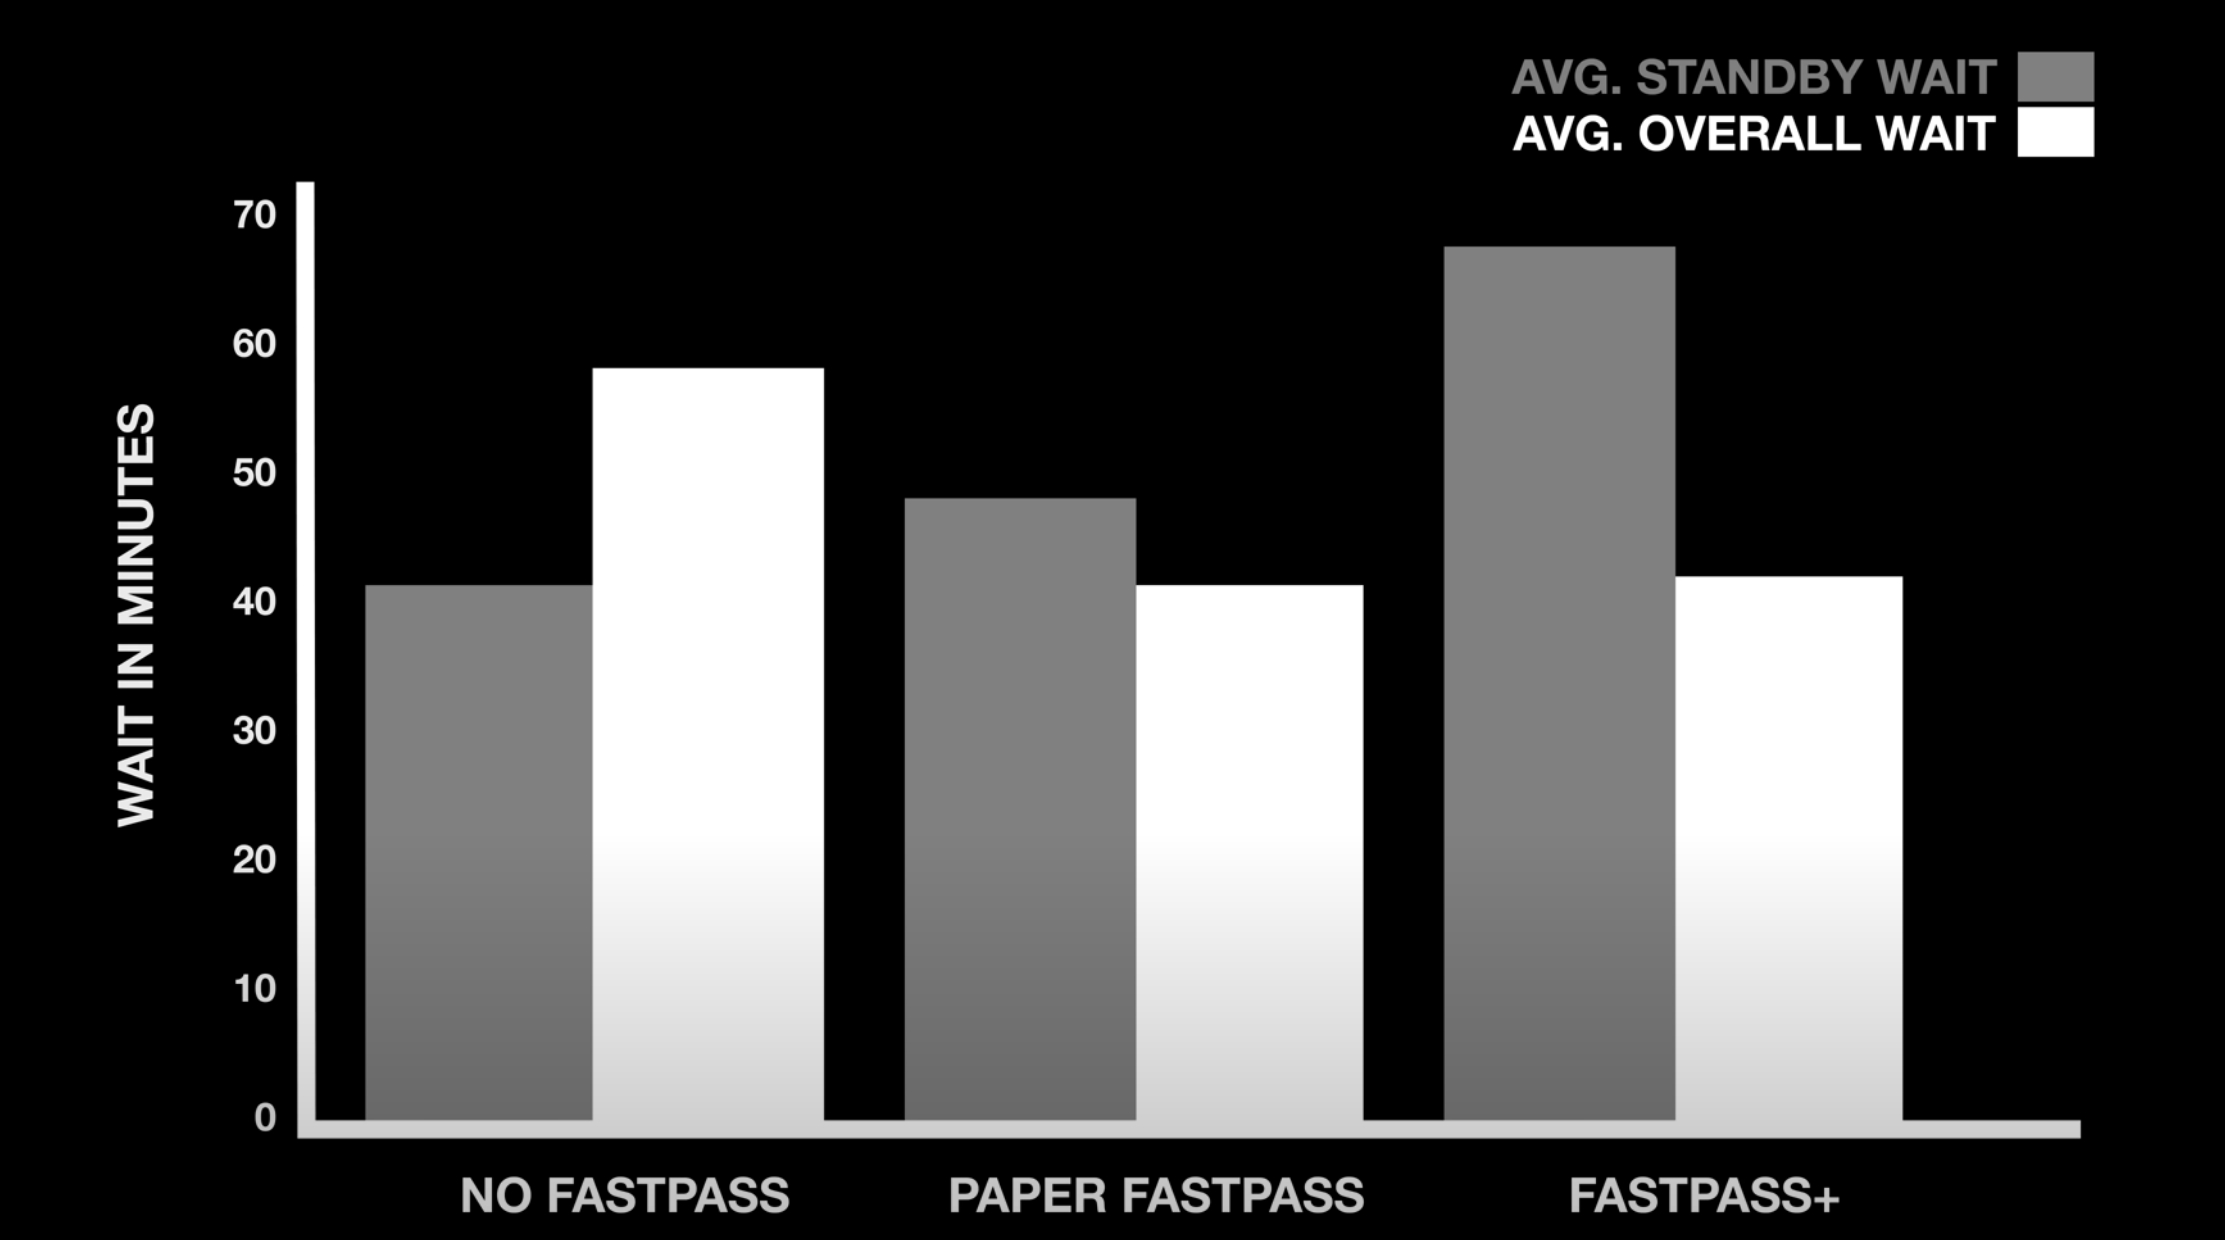 AVG. STANDBY WAIT
AVG. OVERALL WAIT
WAIT IN MINUTES
70
60
50
40
30
20
10
0
NO FASTPASS
PAPER FASTPASS
FASTPASS+